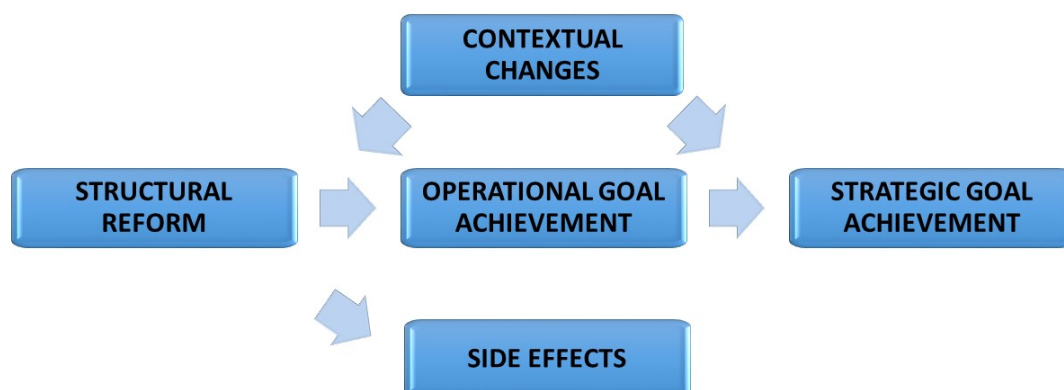 CONTEXTUAL
CHANGES
STRUCTURAL
REFORM
OPERATIONAL GOAL
ACHIEVEMENT
STRATEGIC GOAL
ACHIEVEMENT
SIDE EFFECTS